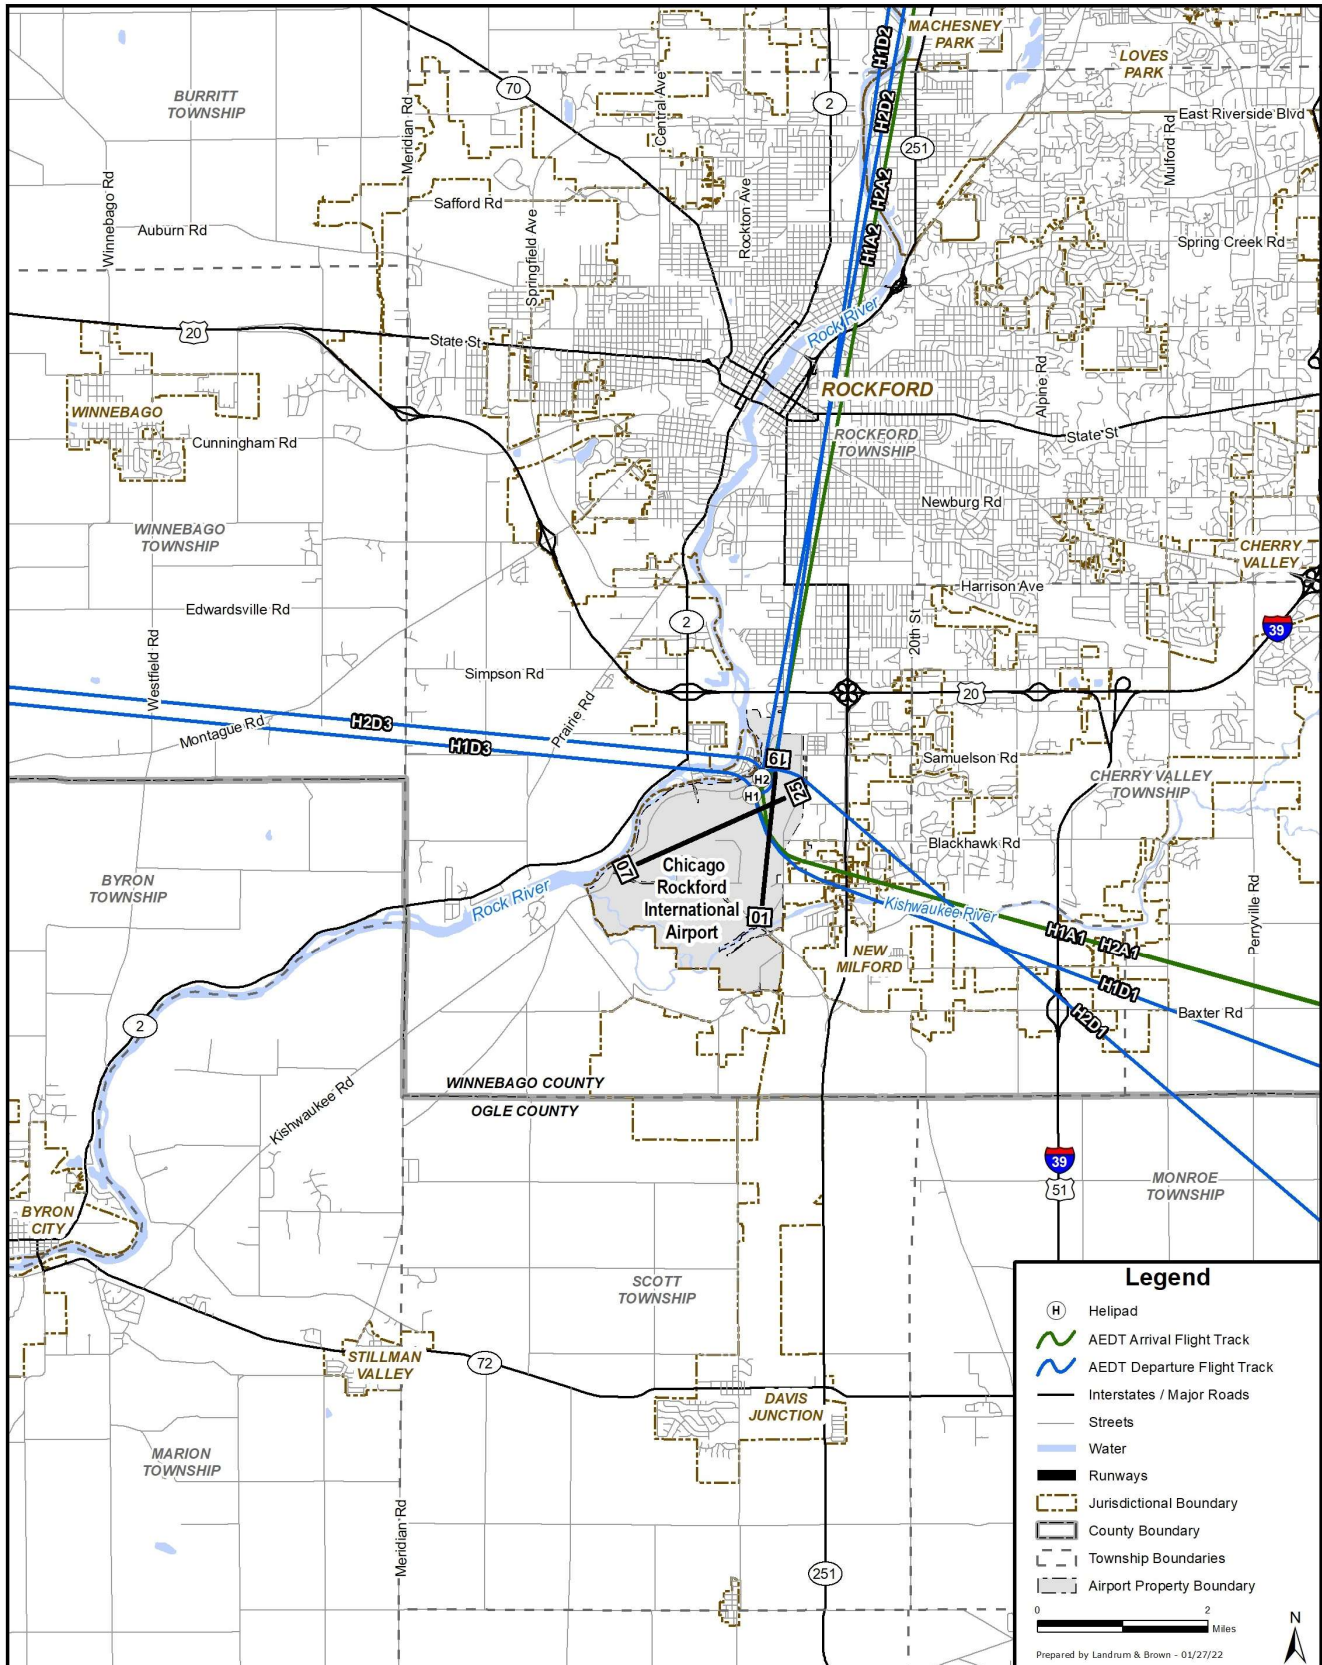 MACHESNEY
PARK
LOVES
PARK
BURRITT
TOWNSHIP
H1D2
H2D2
H2A2
H1A2
70
2
251
Meridian Rd
Central Ave
East Riverside Blvd
Mulford Rd
Winnebago Rd
Safford Rd
Springfield Ave
Rockton Ave
Auburn Rd
Spring Creek Rd
20
State St
Rock River
ROCKFORD
Alpine Rd
WINNEBAGO
Cunningham Rd
ROCKFORD
TOWNSHIP
State St
Newburg Rd
WINNEBAGO
TOWNSHIP
CHERRY
VALLEY
Edwardsville Rd
Harrison Ave
2
20th St
39
Westfield Rd
Simpson Rd
20
Prairie Rd
H2D3
Montague Rd
H1D3
19
H2
H1
25
Samuelson Rd
CHERRY VALLEY
TOWNSHIP
Blackhawk Rd
07
Chicago
Rockford
International
Airport
01
BYRON
TOWNSHIP
Rock River
Kishwaukee River
Perryville Rd
H1A1
H2A1
NEW
MILFORD
H1D1
H2D1
Baxter Rd
2
Kishwaukee Rd
WINNEBAGO COUNTY
OGLE COUNTY
39
51
MONROE
TOWNSHIP
BYRON
CITY
SCOTT
TOWNSHIP
STILLMAN
VALLEY
72
DAVIS
JUNCTION
MARION
TOWNSHIP
Meridian Rd
251
Legend
H Helipad
AEDT Arrival Flight Track
AEDT Departure Flight Track
Interstates / Major Roads
Streets
Water
Runways
Jurisdictional Boundary
County Boundary
Township Boundaries
Airport Property Boundary
0 2
Miles
N
Prepared by Landrum & Brown - 01/27/22